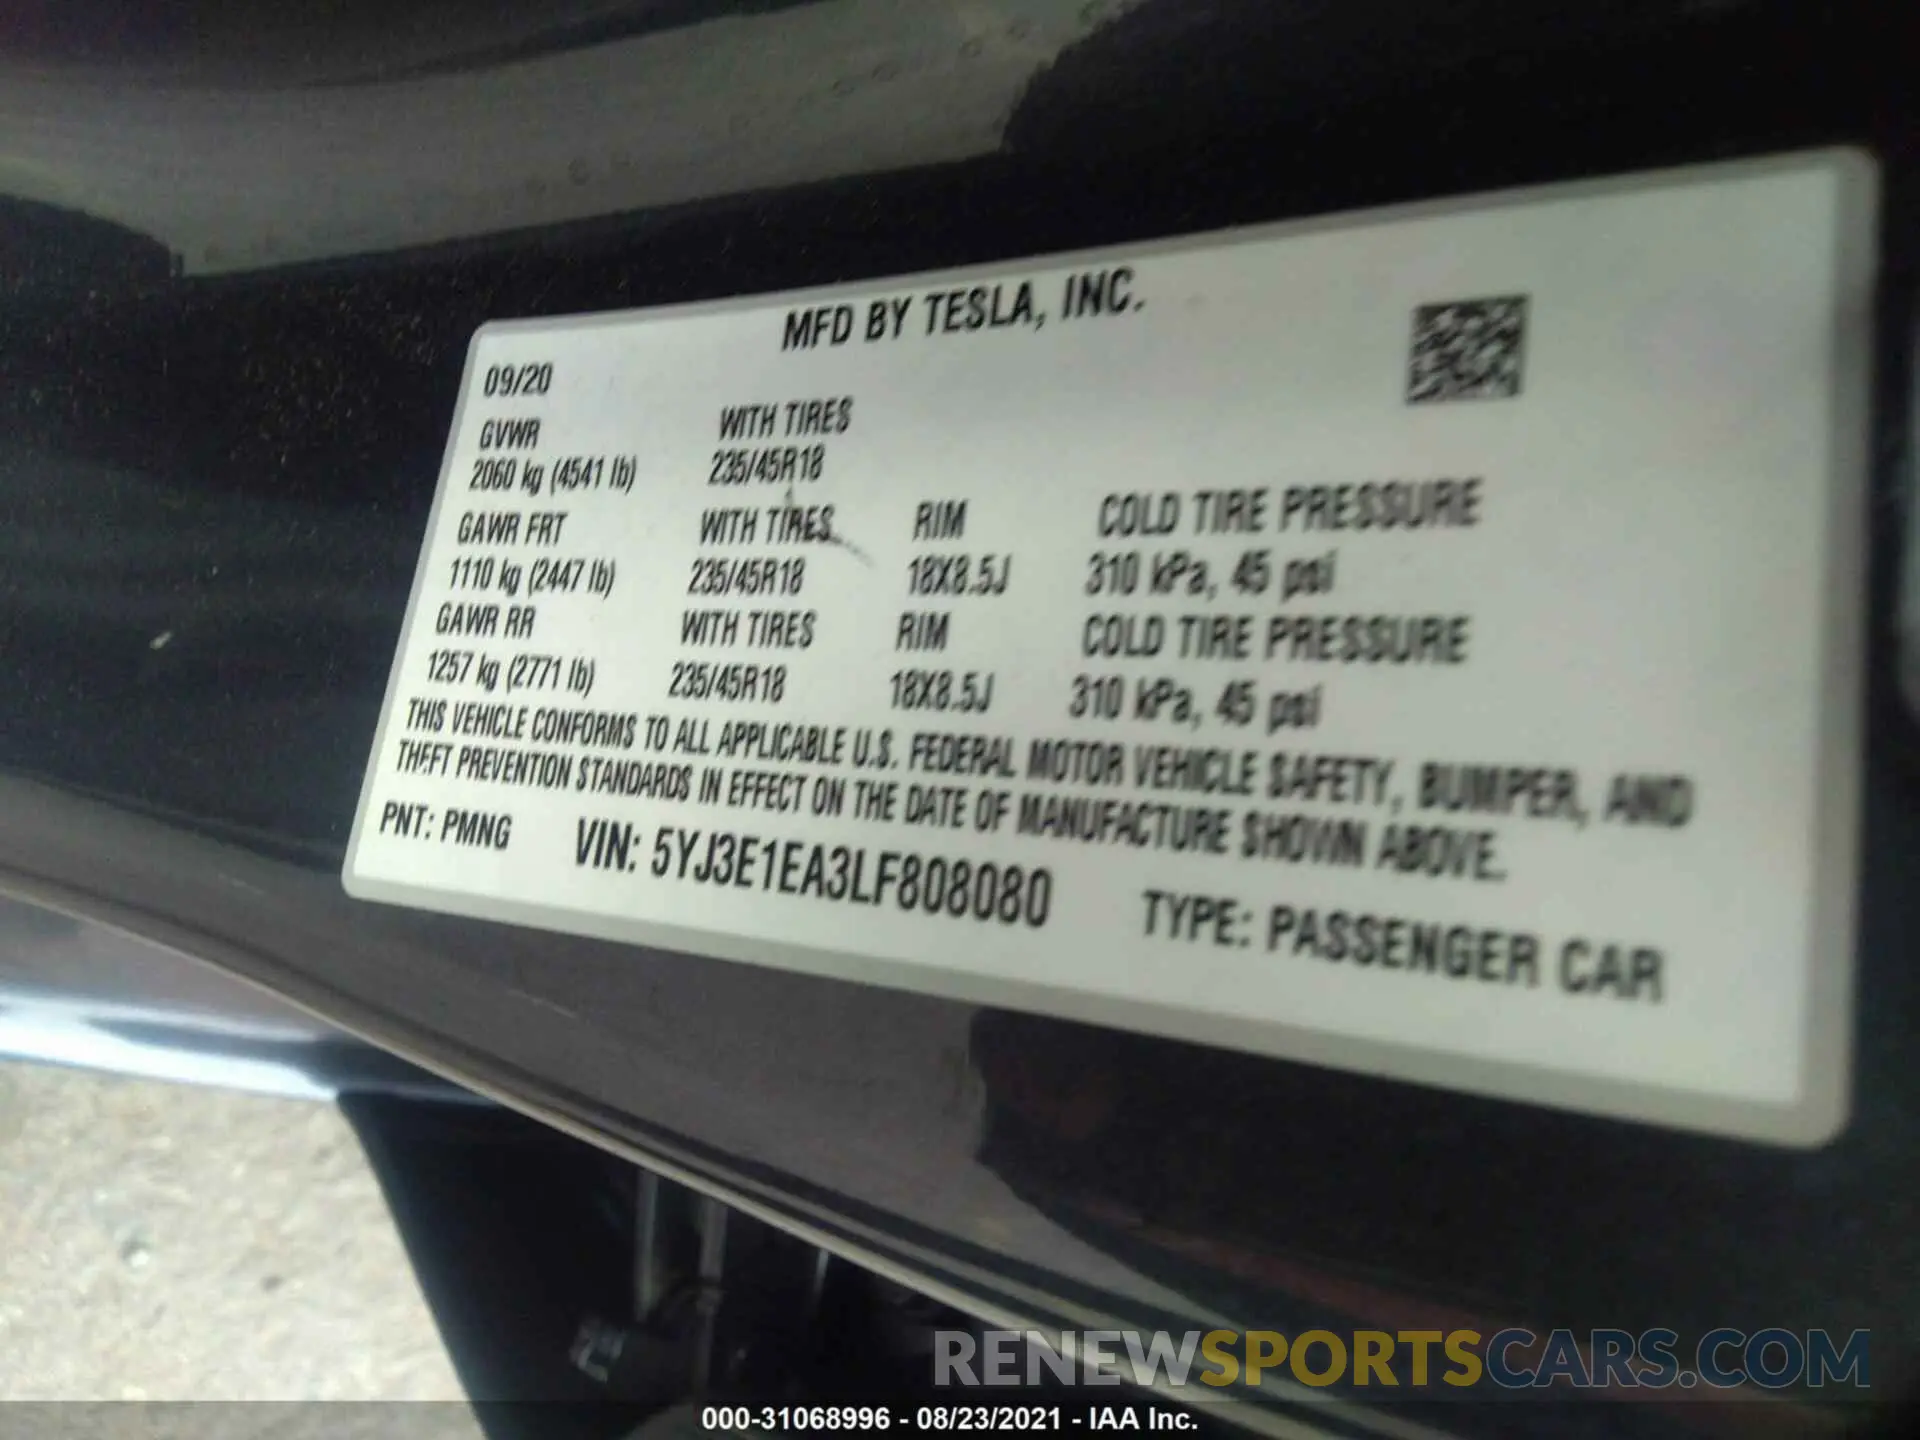 MFD BY TESLA, INC.
09/20
GVWR WITH TIRES
2060 kg (4541 lb) 235/45R18
GAWR FRT WITH TIRES RIM COLD TIRE PRESSURE
1110 kg (2447 lb) 235/45R18 18X8.5J 310 kPa, 45 psi
GAWR RR WITH TIRES RIM COLD TIRE PRESSURE
1257 kg (2771 lb) 235/45R18 18X8.5J 310 kPa, 45 psi
THIS VEHICLE CONFORMS TO ALL APPLICABLE U.S. FEDERAL MOTOR VEHICLE SAFETY, BUMPER, AND
THEFT PREVENTION STANDARDS IN EFFECT ON THE DATE OF MANUFACTURE SHOWN ABOVE.
PNT: PMNG VIN: 5YJ3E1EA3LF808080 TYPE: PASSENGER CAR
RENEWSPORTSCARS.COM
000-31068996 - 08/23/2021 - IAA Inc.